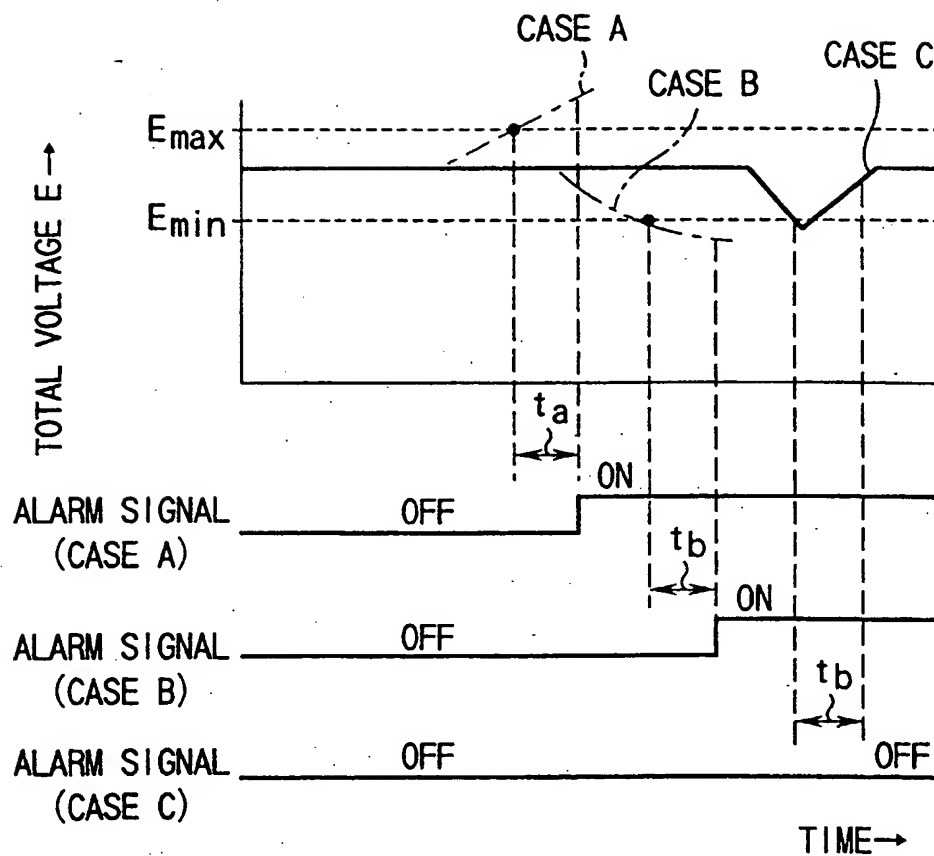 CASE A
CASE B
CASE C
Emax
Emin
TOTAL VOLTAGE E→
ta
ON
ALARM SIGNAL
(CASE A)
OFF
tb
ON
ALARM SIGNAL
(CASE B)
OFF
tb
ALARM SIGNAL
(CASE C)
OFF
OFF
TIME→